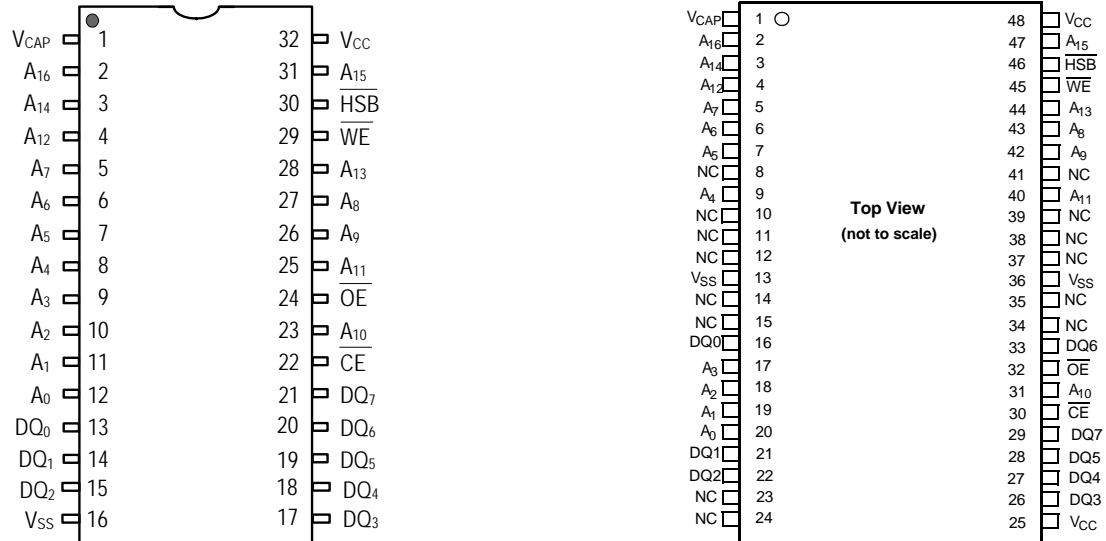 VCAP 1 32 VCC
A16 2 31 A15
A14 3 30 HSB
A12 4 29 WE
A7 5 28 A13
A6 6 27 A8
A5 7 26 A9
A4 8 25 A11
A3 9 24 OE
A2 10 23 A10
A1 11 22 CE
A0 12 21 DQ7
DQ0 13 20 DQ6
DQ1 14 19 DQ5
DQ2 15 18 DQ4
VSS 16 17 DQ3
VCAP 1 48 VCC
A16 2 47 A15
A14 3 46 HSB
A12 4 45 WE
A7 5 44 A13
A6 6 43 A8
A5 7 42 A9
NC 8 41 NC
A4 9 40 A11
NC 10 Top View 39 NC
NC 11 (not to scale) 38 NC
NC 12 37 NC
VSS 13 36 VSS
NC 14 35 NC
NC 15 34 NC
DQ0 16 33 DQ6
A3 17 32 OE
A2 18 31 A10
A1 19 30 CE
A0 20 29 DQ7
DQ1 21 28 DQ5
DQ2 22 27 DQ4
NC 23 26 DQ3
NC 24 25 VCC